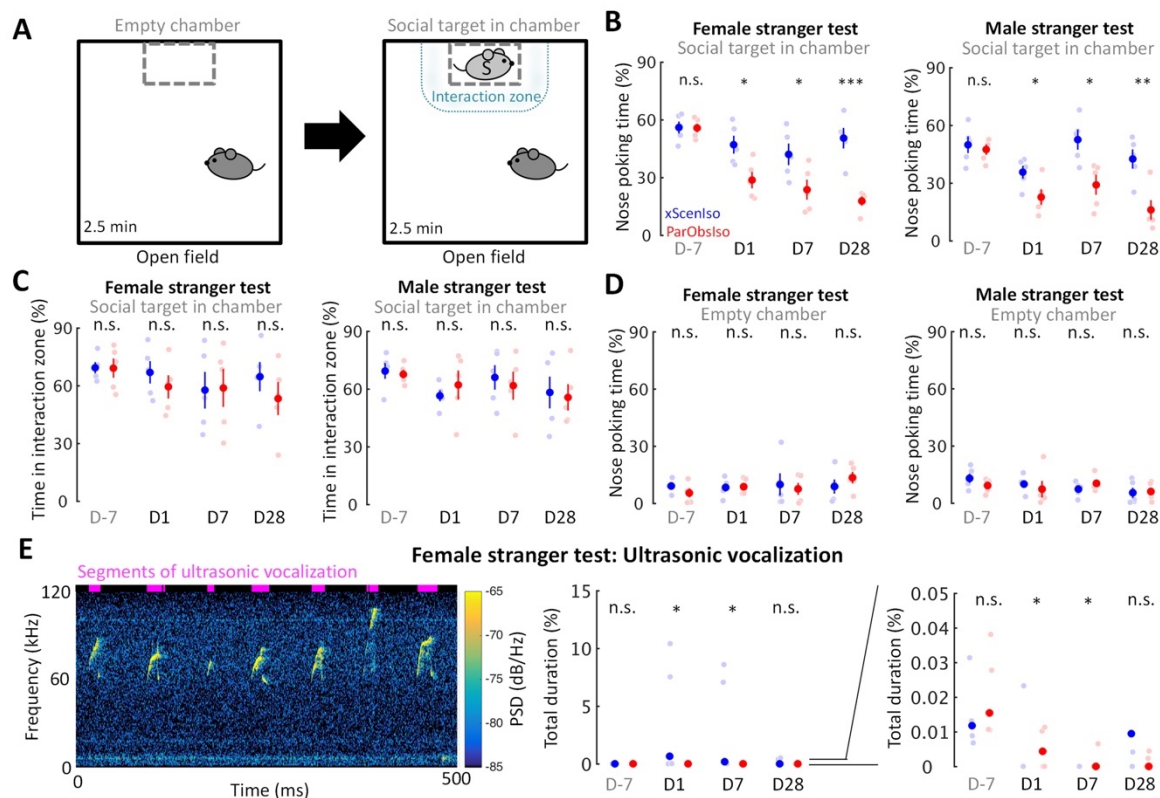 A
Empty chamber
2.5 min
Open field
Social target in chamber
S
Interaction zone
2.5 min
Open field
B
Female stranger test
Social target in chamber
n.s. * * ***
Nose poking time (%)
90
60
30
0
xScenIso
ParObsIso
D-7 D1 D7 D28
Male stranger test
Social target in chamber
n.s. * * **
Nose poking time (%)
90
60
30
0
D-7 D1 D7 D28
C
Female stranger test
Social target in chamber
n.s. n.s. n.s. n.s.
Time in interaction zone (%)
90
60
30
0
D-7 D1 D7 D28
Male stranger test
Social target in chamber
n.s. n.s. n.s. n.s.
Time in interaction zone (%)
90
60
30
0
D-7 D1 D7 D28
D
Female stranger test
Empty chamber
n.s. n.s. n.s. n.s.
Nose poking time (%)
90
60
30
0
D-7 D1 D7 D28
Male stranger test
Empty chamber
n.s. n.s. n.s. n.s.
Nose poking time (%)
90
60
30
0
D-7 D1 D7 D28
E
Female stranger test: Ultrasonic vocalization
Segments of ultrasonic vocalization
Frequency (kHz)
120
60
0
0 500
Time (ms)
-65
-70
-75
-80
-85
PSD (dB/Hz)
n.s. * * n.s.
Total duration (%)
15
10
5
0
D-7 D1 D7 D28
n.s. * * n.s.
Total duration (%)
0.05
0.04
0.03
0.02
0.01
0
D-7 D1 D7 D28